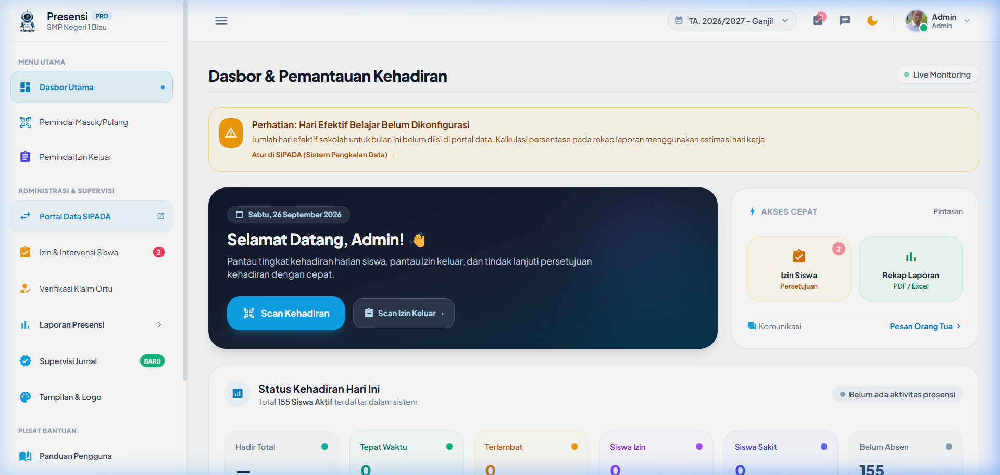 Presensi PRO
SMP Negeri 1 Biau
TA. 2026/2027 - Ganjil
2
Admin
Admin
MENU UTAMA
Dasbor Utama
Pemindai Masuk/Pulang
Pemindai Izin Keluar
ADMINISTRASI & SUPERVISI
Portal Data SIPADA
Izin & Intervensi Siswa 2
Verifikasi Klaim Ortu
Laporan Presensi
Supervisi Jurnal BARU
Tampilan & Logo
PUSAT BANTUAN
Panduan Pengguna
Dasbor & Pemantauan Kehadiran
Live Monitoring
Perhatian: Hari Efektif Belajar Belum Dikonfigurasi
Jumlah hari efektif sekolah untuk bulan ini belum diisi di portal data. Kalkulasi persentase pada rekap laporan menggunakan estimasi hari kerja.
Atur di SIPADA (Sistem Pangkalan Data) →
Sabtu, 26 September 2026
Selamat Datang, Admin! 👋
Pantau tingkat kehadiran harian siswa, pantau izin keluar, dan tindak lanjuti persetujuan
kehadiran dengan cepat.
Scan Kehadiran
Scan Izin Keluar →
AKSES CEPAT
Pintasan
2
Izin Siswa
Persetujuan
Rekap Laporan
PDF / Excel
Komunikasi
Pesan Orang Tua
Status Kehadiran Hari Ini
Total 155 Siswa Aktif terdaftar dalam sistem
Belum ada aktivitas presensi
Hadir Total
—
Tepat Waktu
0
Terlambat
0
Siswa Izin
0
Siswa Sakit
0
Belum Absen
155